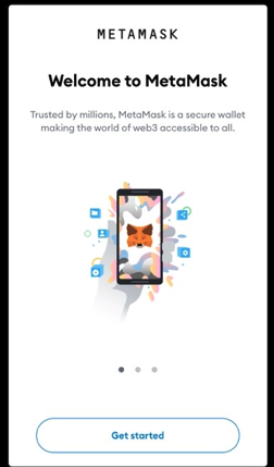 METAMASK
Welcome to MetaMask
Trusted by millions, MetaMask is a secure wallet
making the world of web3 accessible to all.
Get started